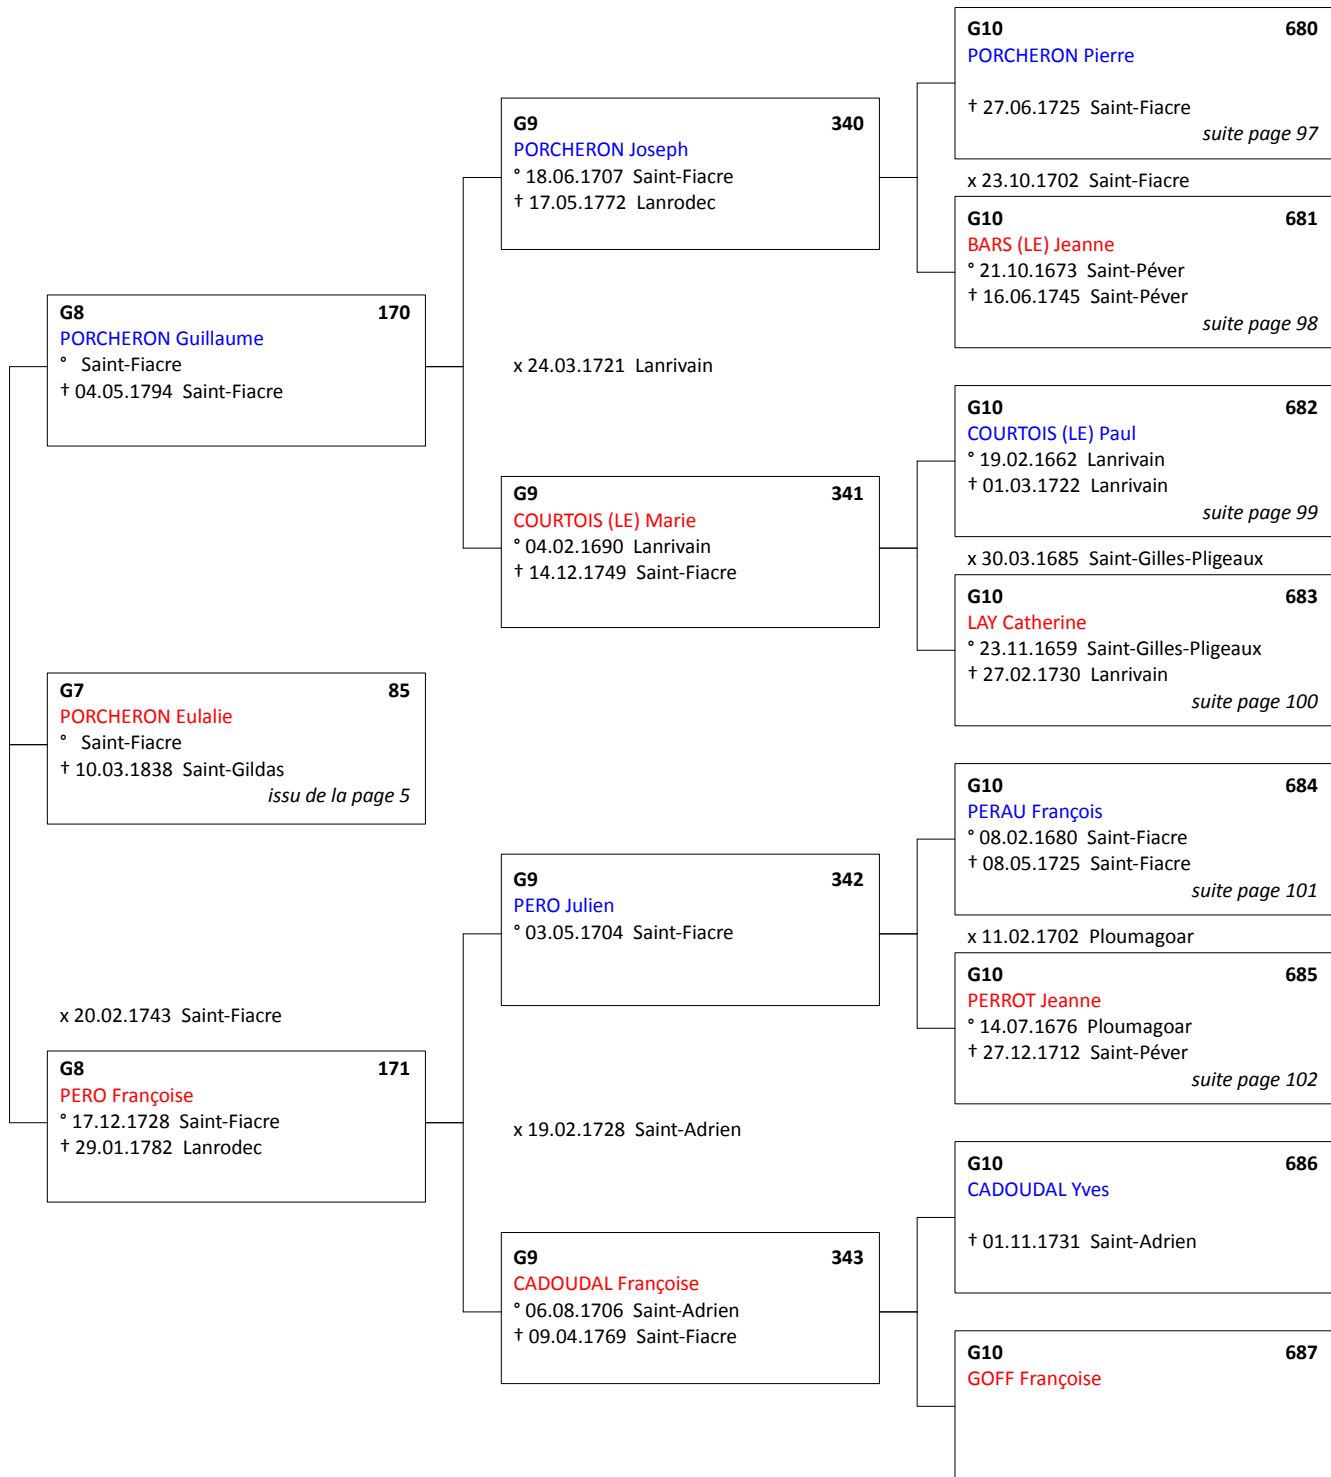 G10 680
PORCHERON Pierre
† 27.06.1725 Saint-Fiacre
suite page 97
G9 340
PORCHERON Joseph
° 18.06.1707 Saint-Fiacre
† 17.05.1772 Lanrodec
x 23.10.1702 Saint-Fiacre
G10 681
BARS (LE) Jeanne
° 21.10.1673 Saint-Péver
† 16.06.1745 Saint-Péver
suite page 98
G8 170
PORCHERON Guillaume
° Saint-Fiacre
† 04.05.1794 Saint-Fiacre
x 24.03.1721 Lanrivain
G10 682
COURTOIS (LE) Paul
° 19.02.1662 Lanrivain
† 01.03.1722 Lanrivain
suite page 99
G9 341
COURTOIS (LE) Marie
° 04.02.1690 Lanrivain
† 14.12.1749 Saint-Fiacre
x 30.03.1685 Saint-Gilles-Pligeaux
G10 683
LAY Catherine
° 23.11.1659 Saint-Gilles-Pligeaux
† 27.02.1730 Lanrivain
suite page 100
G7 85
PORCHERON Eulalie
° Saint-Fiacre
† 10.03.1838 Saint-Gildas
issu de la page 5
G10 684
PERAU François
° 08.02.1680 Saint-Fiacre
† 08.05.1725 Saint-Fiacre
suite page 101
G9 342
PERO Julien
° 03.05.1704 Saint-Fiacre
x 11.02.1702 Ploumagoar
G10 685
PERROT Jeanne
° 14.07.1676 Ploumagoar
† 27.12.1712 Saint-Péver
suite page 102
x 20.02.1743 Saint-Fiacre
G8 171
PERO Françoise
° 17.12.1728 Saint-Fiacre
† 29.01.1782 Lanrodec
x 19.02.1728 Saint-Adrien
G10 686
CADOUDAL Yves
† 01.11.1731 Saint-Adrien
G9 343
CADOUDAL Françoise
° 06.08.1706 Saint-Adrien
† 09.04.1769 Saint-Fiacre
G10 687
GOFF Françoise